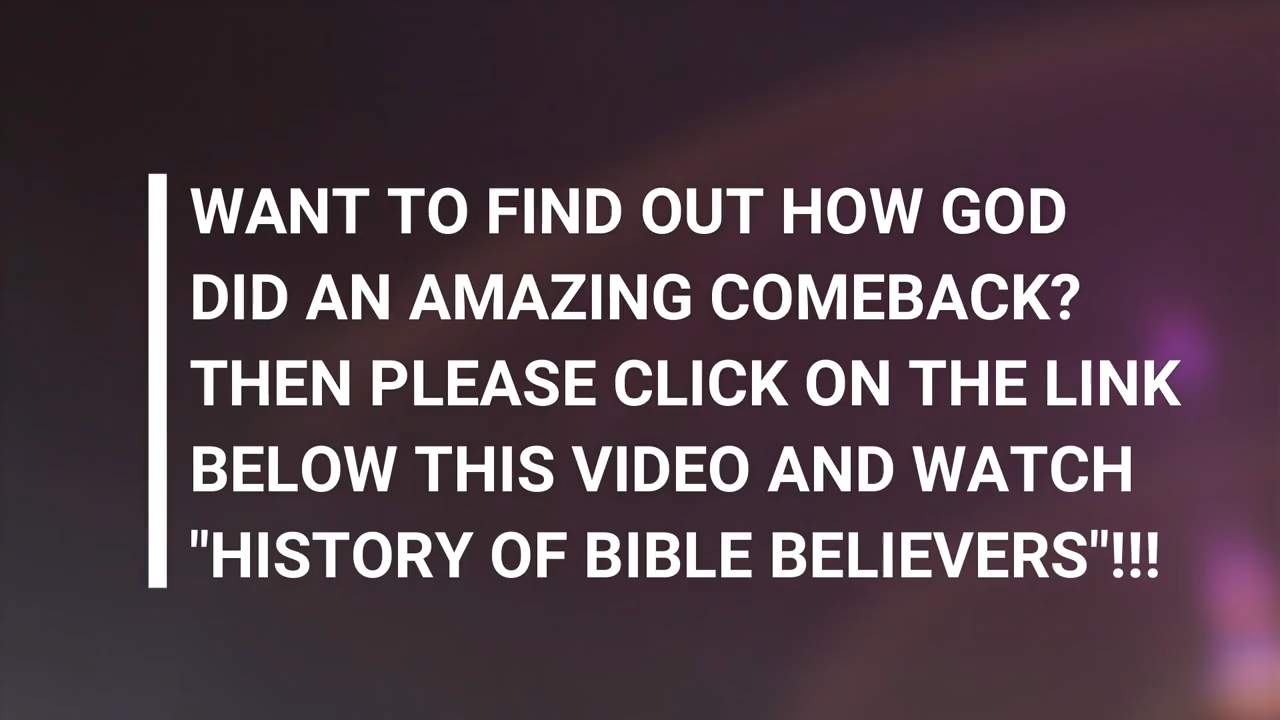 WANT TO FIND OUT HOW GOD
DID AN AMAZING COMEBACK?
THEN PLEASE CLICK ON THE LINK
BELOW THIS VIDEO AND WATCH
"HISTORY OF BIBLE BELIEVERS"!!!